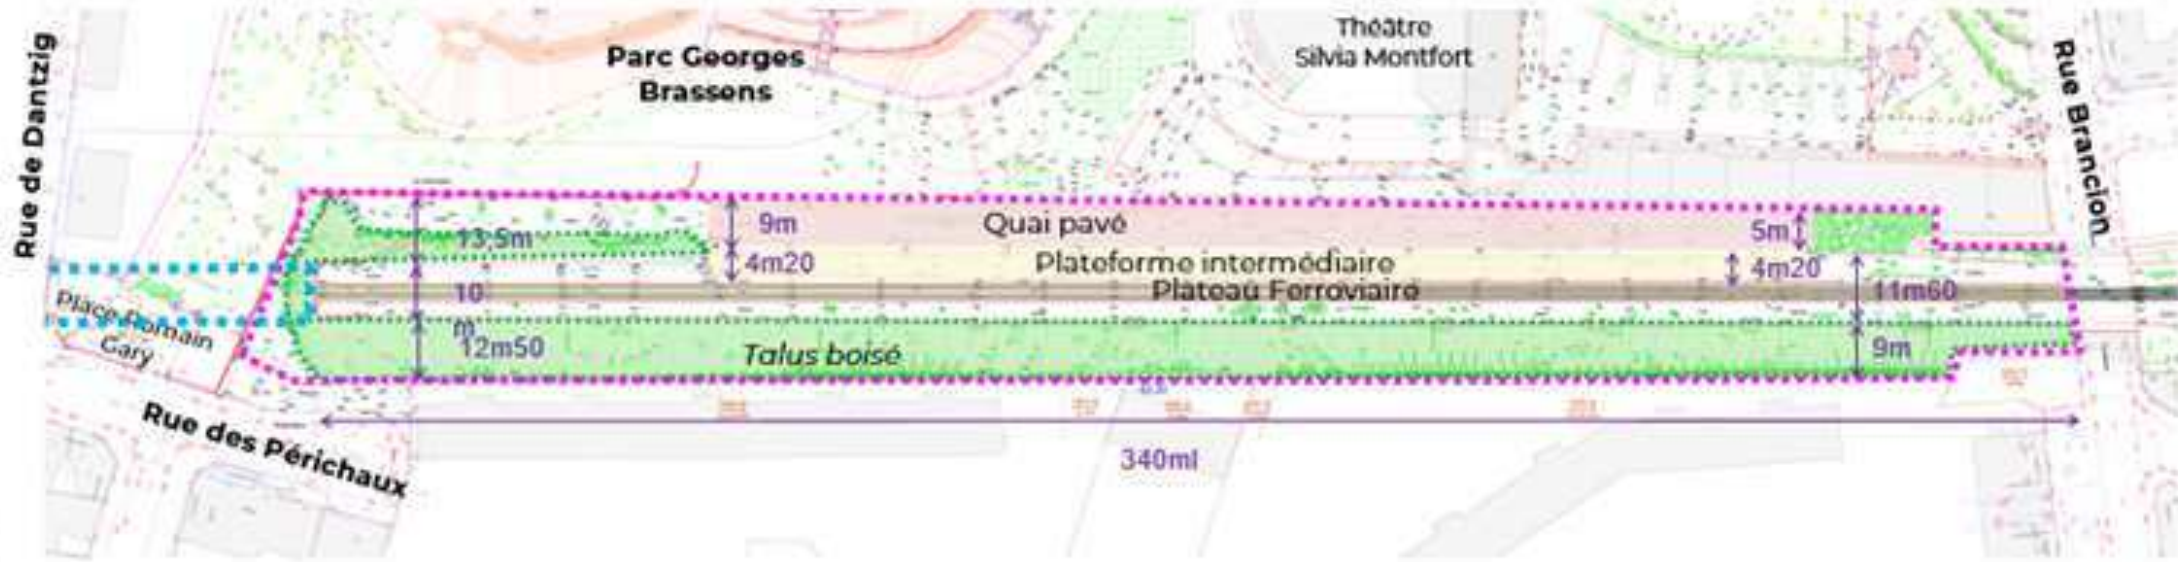 Rue de Dantzig
Parc Georges
Brassens
Théâtre
Silvia Montfort
Rue Brancion
13,5m
9m
Quai pavé
5m
4m20
Plateforme intermédiaire
4m20
10
m
Plateau Ferroviaire
11m60
Place Romain
Gary
12m50
Talus boisé
9m
Rue des Périchaux
340ml